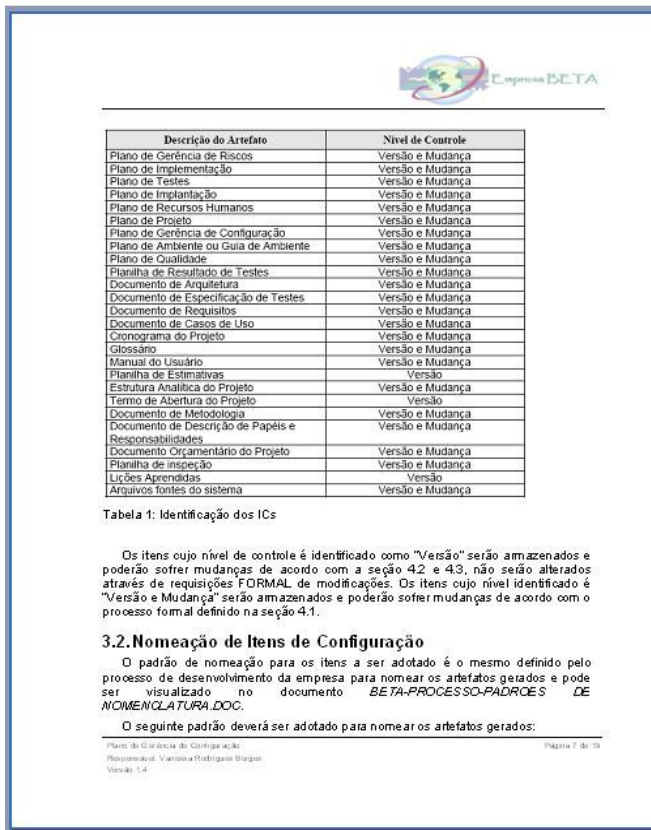 Empresa BETA
Descrição do Artefato Nível de Controle
Plano de Gerência de Riscos Versão e Mudança
Plano de Implementação Versão e Mudança
Plano de Testes Versão e Mudança
Plano de Implantação Versão e Mudança
Plano de Recursos Humanos Versão e Mudança
Plano de Projeto Versão e Mudança
Plano de Gerência de Configuração Versão e Mudança
Plano de Ambiente ou Guia de Ambiente Versão e Mudança
Plano de Qualidade Versão e Mudança
Planilha de Resultado de Testes Versão e Mudança
Documento de Arquitetura Versão e Mudança
Documento de Especificação de Testes Versão e Mudança
Documento de Requisitos Versão e Mudança
Documento de Casos de Uso Versão e Mudança
Cronograma do Projeto Versão e Mudança
Glossário Versão e Mudança
Manual do Usuário Versão e Mudança
Planilha de Estimativas Versão
Estrutura Analítica do Projeto Versão e Mudança
Termo de Abertura do Projeto Versão
Documento de Metodologia Versão e Mudança
Documento de Descrição de Papéis e Versão e Mudança
Responsabilidades
Documento Orçamentário do Projeto Versão e Mudança
Planilha de inspeção Versão e Mudança
Lições Aprendidas Versão
Arquivos fontes do sistema Versão e Mudança
Tabela 1: Identificação dos ICs
Os itens cujo nível de controle é identificado como "Versão" serão armazenados e
poderão sofrer mudanças de acordo com a seção 4.2 e 4.3, não serão alterados
através de requisições FORMAL de modificações. Os itens cujo nível identificado é
"Versão e Mudança" serão armazenados e poderão sofrer mudanças de acordo com o
processo formal definido na seção 4.1.
3.2. Nomeação de Itens de Configuração
O padrão de nomeação para os itens a ser adotado é o mesmo definido pelo
processo de desenvolvimento da empresa para nomear os artefatos gerados e pode
ser visualizado no documento BETA-PROCESSO-PADROES DE
NOMENCLATURA.DOC.
O seguinte padrão deverá ser adotado para nomear os artefatos gerados:
Plano de Gerência de Configuração Página 7 de 19
Responsável: Vanessa Rodrigues Borges
Versão 1.4